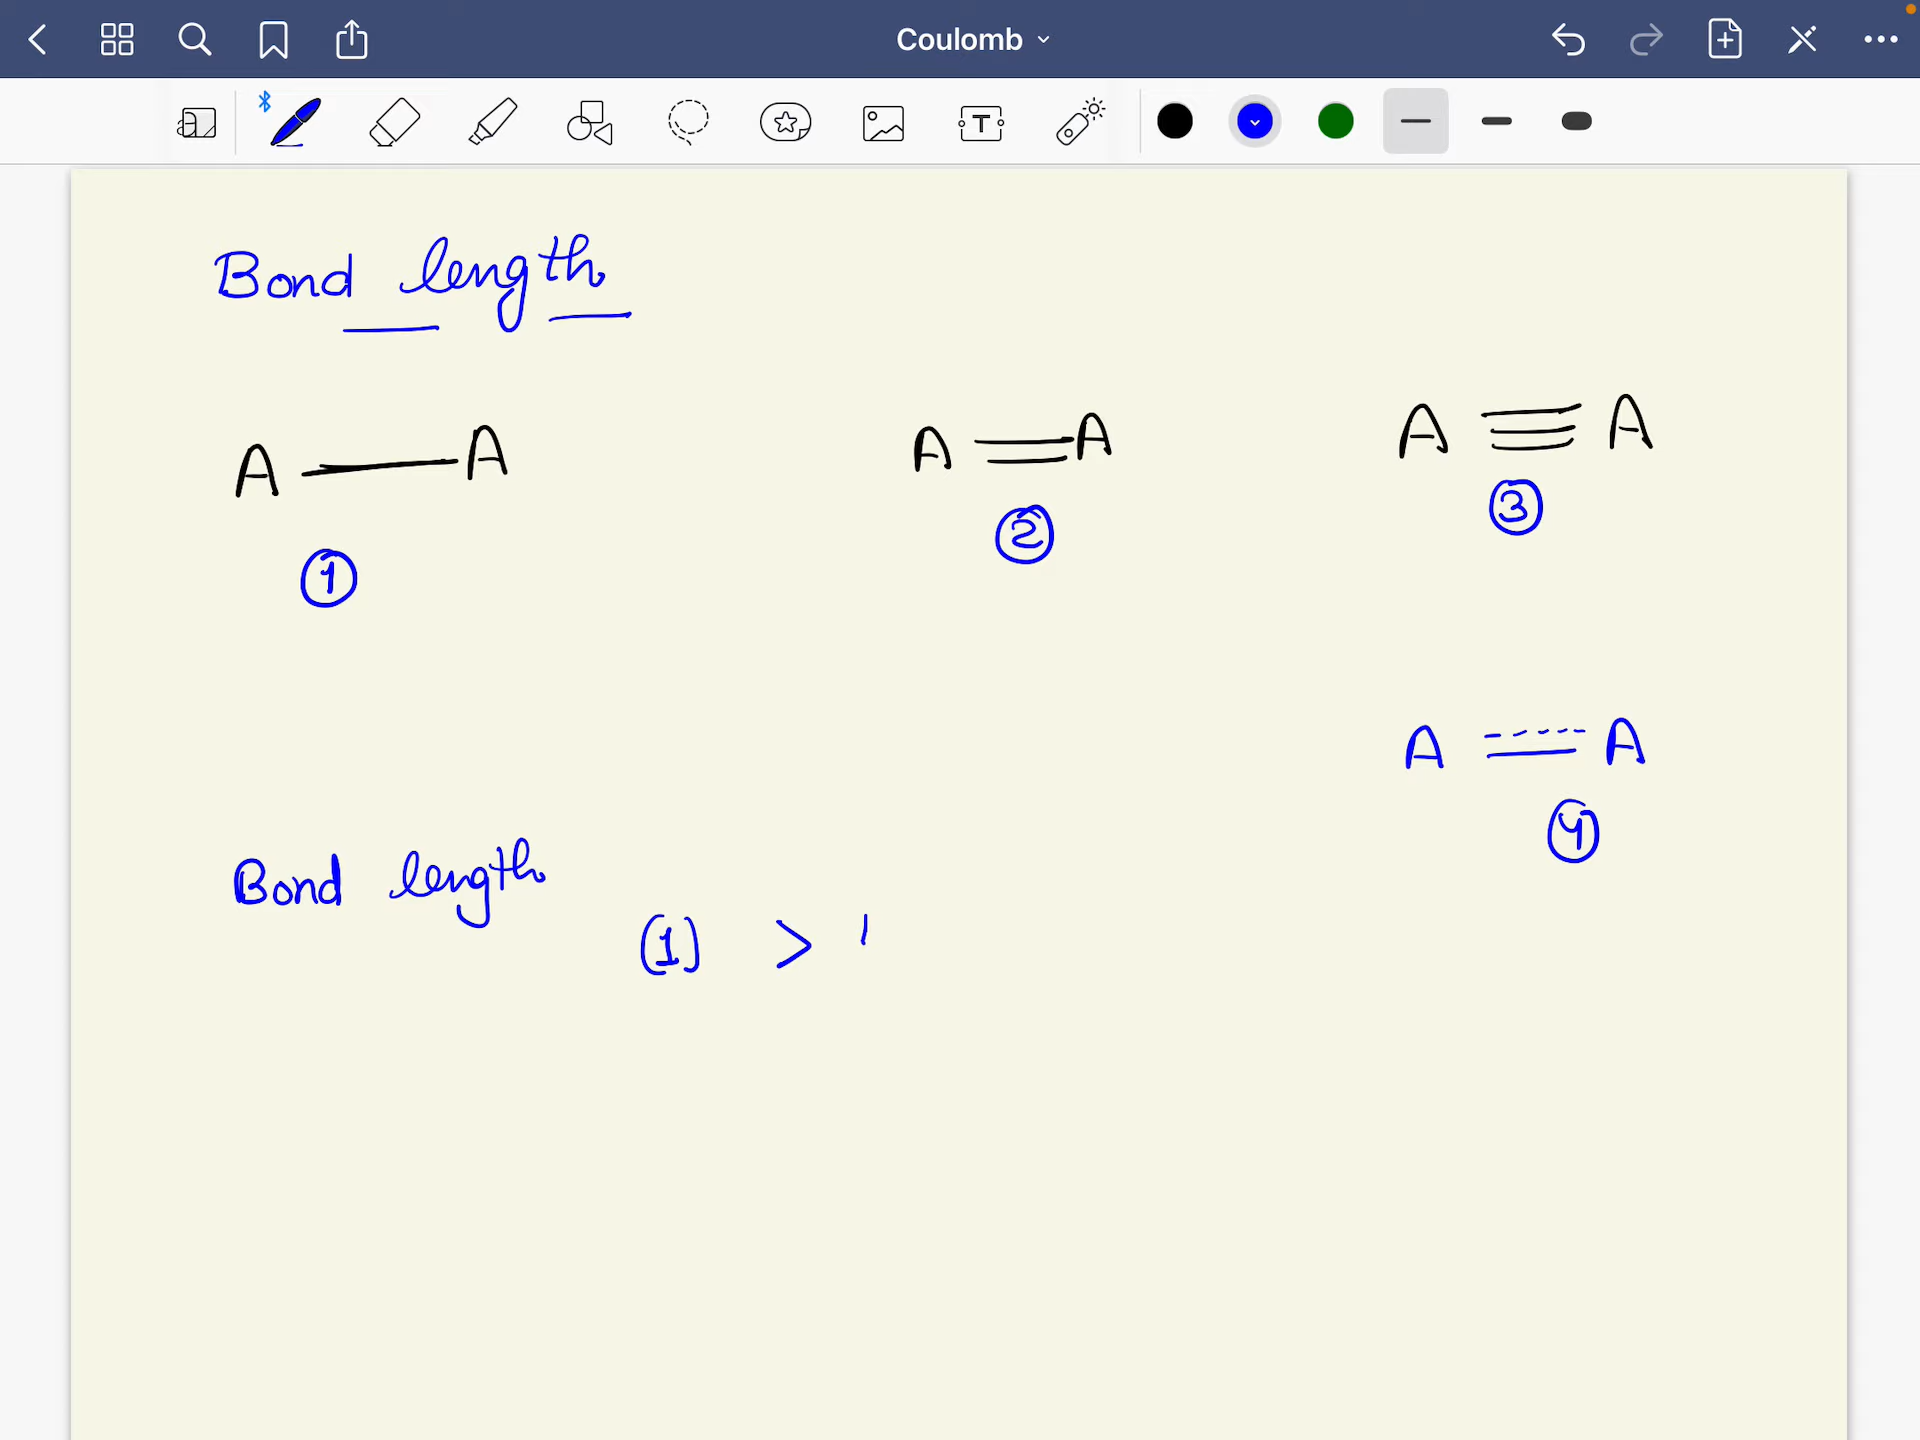 Coulomb
Bond length
A — A
A = A
A ≡ A
①
②
③
A ⎓ A
④
Bond length
(1) >